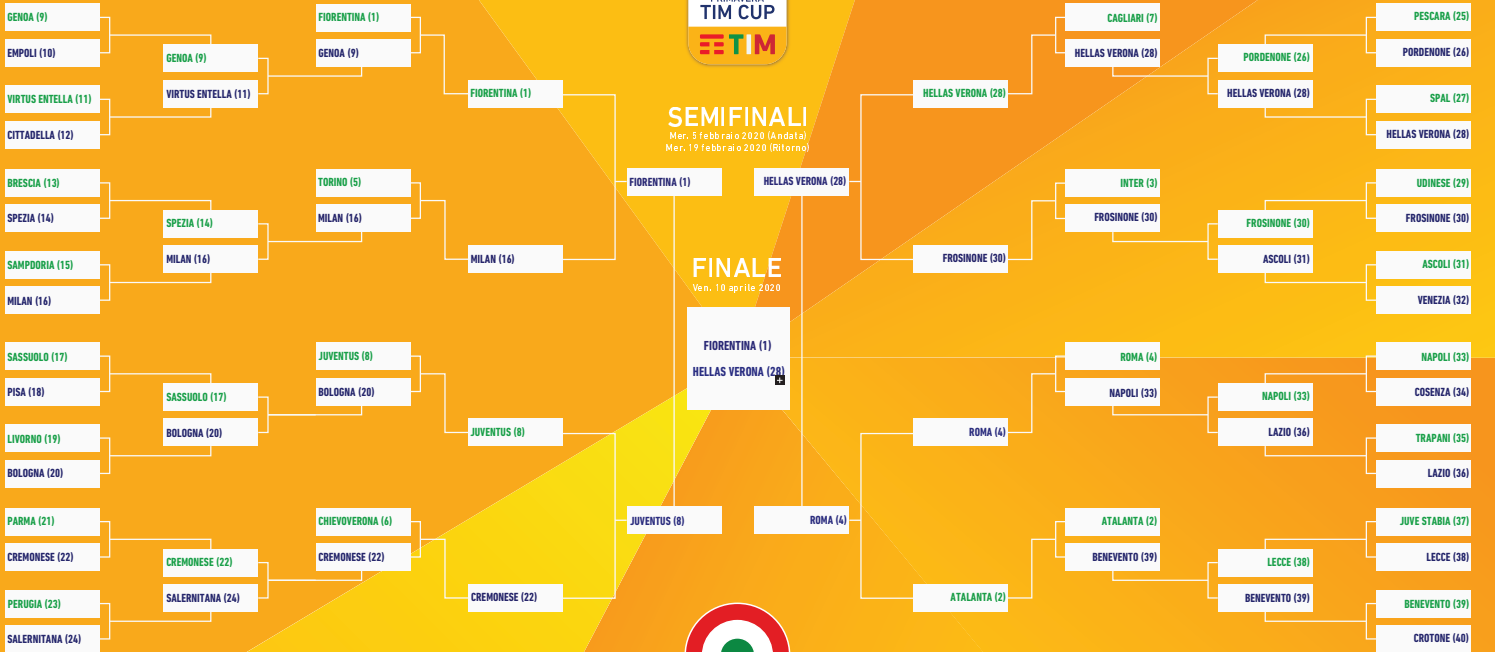 PRIMAVERA
TIM CUP
TIM
GENOA (9)
EMPOLI (10)
VIRTUS ENTELLA (11)
CITTADELLA (12)
BRESCIA (13)
SPEZIA (14)
SAMPDORIA (15)
MILAN (16)
SASSUOLO (17)
PISA (18)
LIVORNO (19)
BOLOGNA (20)
PARMA (21)
CREMONESE (22)
PERUGIA (23)
SALERNITANA (24)
GENOA (9)
VIRTUS ENTELLA (11)
SPEZIA (14)
MILAN (16)
SASSUOLO (17)
BOLOGNA (20)
CREMONESE (22)
SALERNITANA (24)
FIORENTINA (1)
GENOA (9)
TORINO (5)
MILAN (16)
JUVENTUS (8)
BOLOGNA (20)
CHIEVOVERONA (6)
CREMONESE (22)
FIORENTINA (1)
MILAN (16)
JUVENTUS (8)
CREMONESE (22)
SEMIFINALI
Mer. 5 febbraio 2020 (Andata)
Mer. 19 febbraio 2020 (Ritorno)
FIORENTINA (1)
JUVENTUS (8)
HELLAS VERONA (28)
ROMA (4)
FINALE
Ven. 10 aprile 2020
FIORENTINA (1)
HELLAS VERONA (28)
HELLAS VERONA (28)
FROSINONE (30)
ROMA (4)
ATALANTA (2)
CAGLIARI (7)
HELLAS VERONA (28)
INTER (3)
FROSINONE (30)
ROMA (4)
NAPOLI (33)
ATALANTA (2)
BENEVENTO (39)
PORDENONE (26)
HELLAS VERONA (28)
FROSINONE (30)
ASCOLI (31)
NAPOLI (33)
LAZIO (36)
LECCE (38)
BENEVENTO (39)
PESCARA (25)
PORDENONE (26)
SPAL (27)
HELLAS VERONA (28)
UDINESE (29)
FROSINONE (30)
ASCOLI (31)
VENEZIA (32)
NAPOLI (33)
COSENZA (34)
TRAPANI (35)
LAZIO (36)
JUVE STABIA (37)
LECCE (38)
BENEVENTO (39)
CROTONE (40)